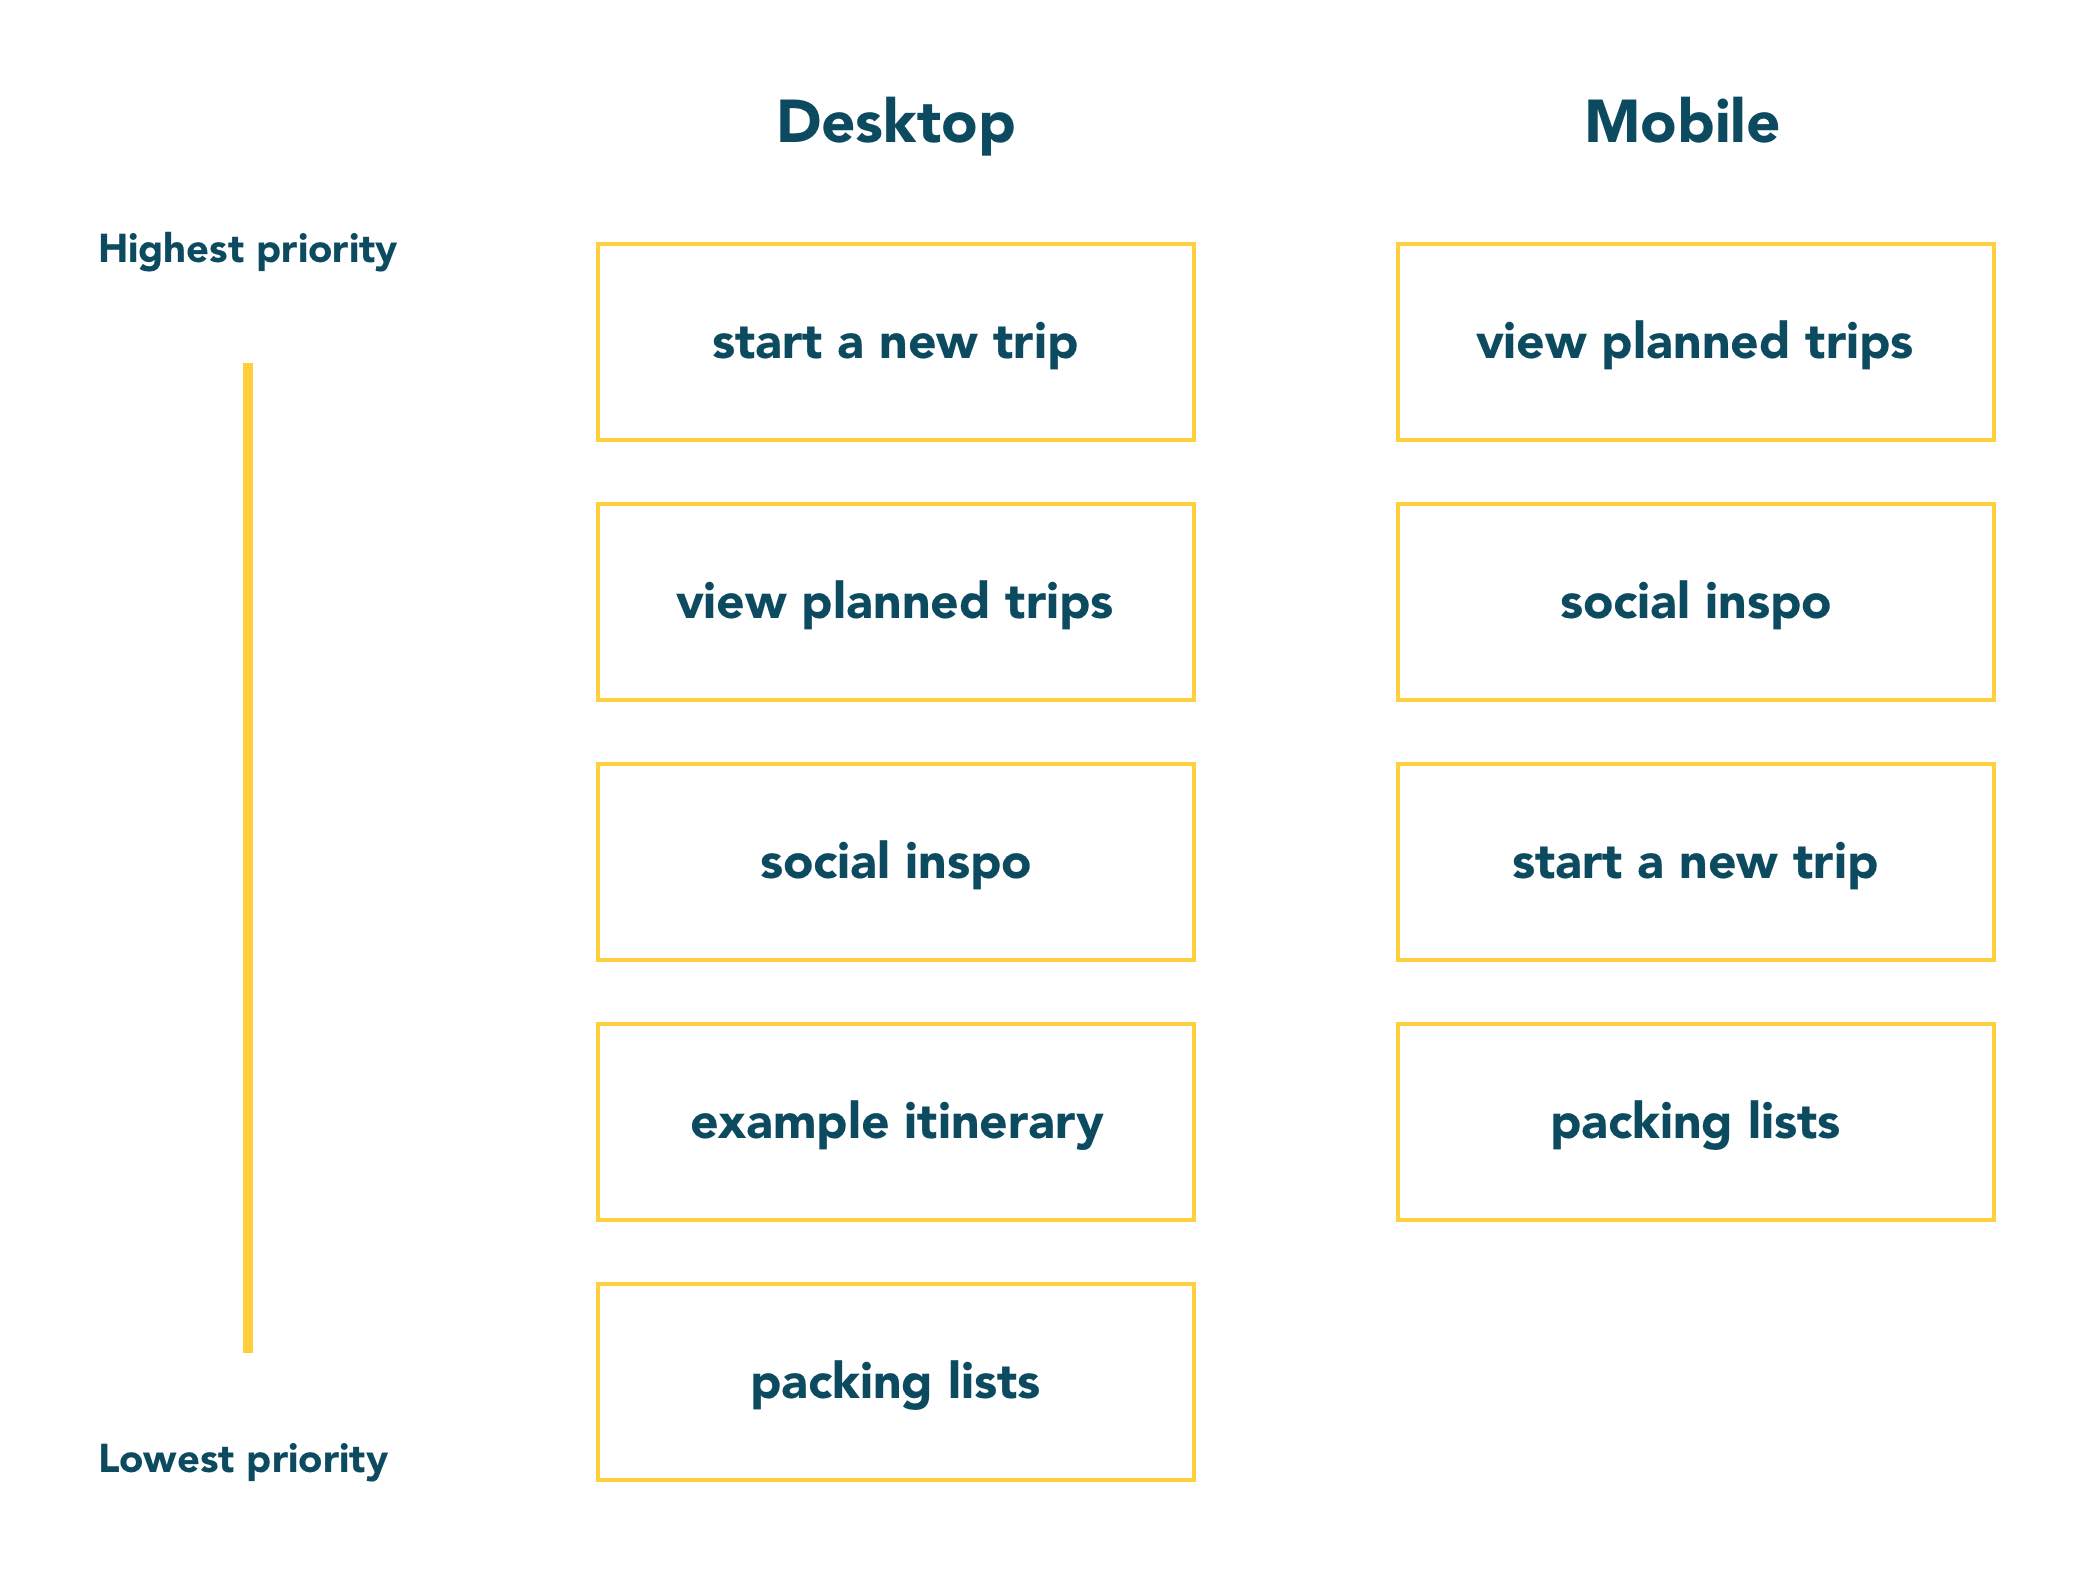 Desktop
Mobile
Highest priority
start a new trip
view planned trips
view planned trips
social inspo
social inspo
start a new trip
example itinerary
packing lists
packing lists
Lowest priority